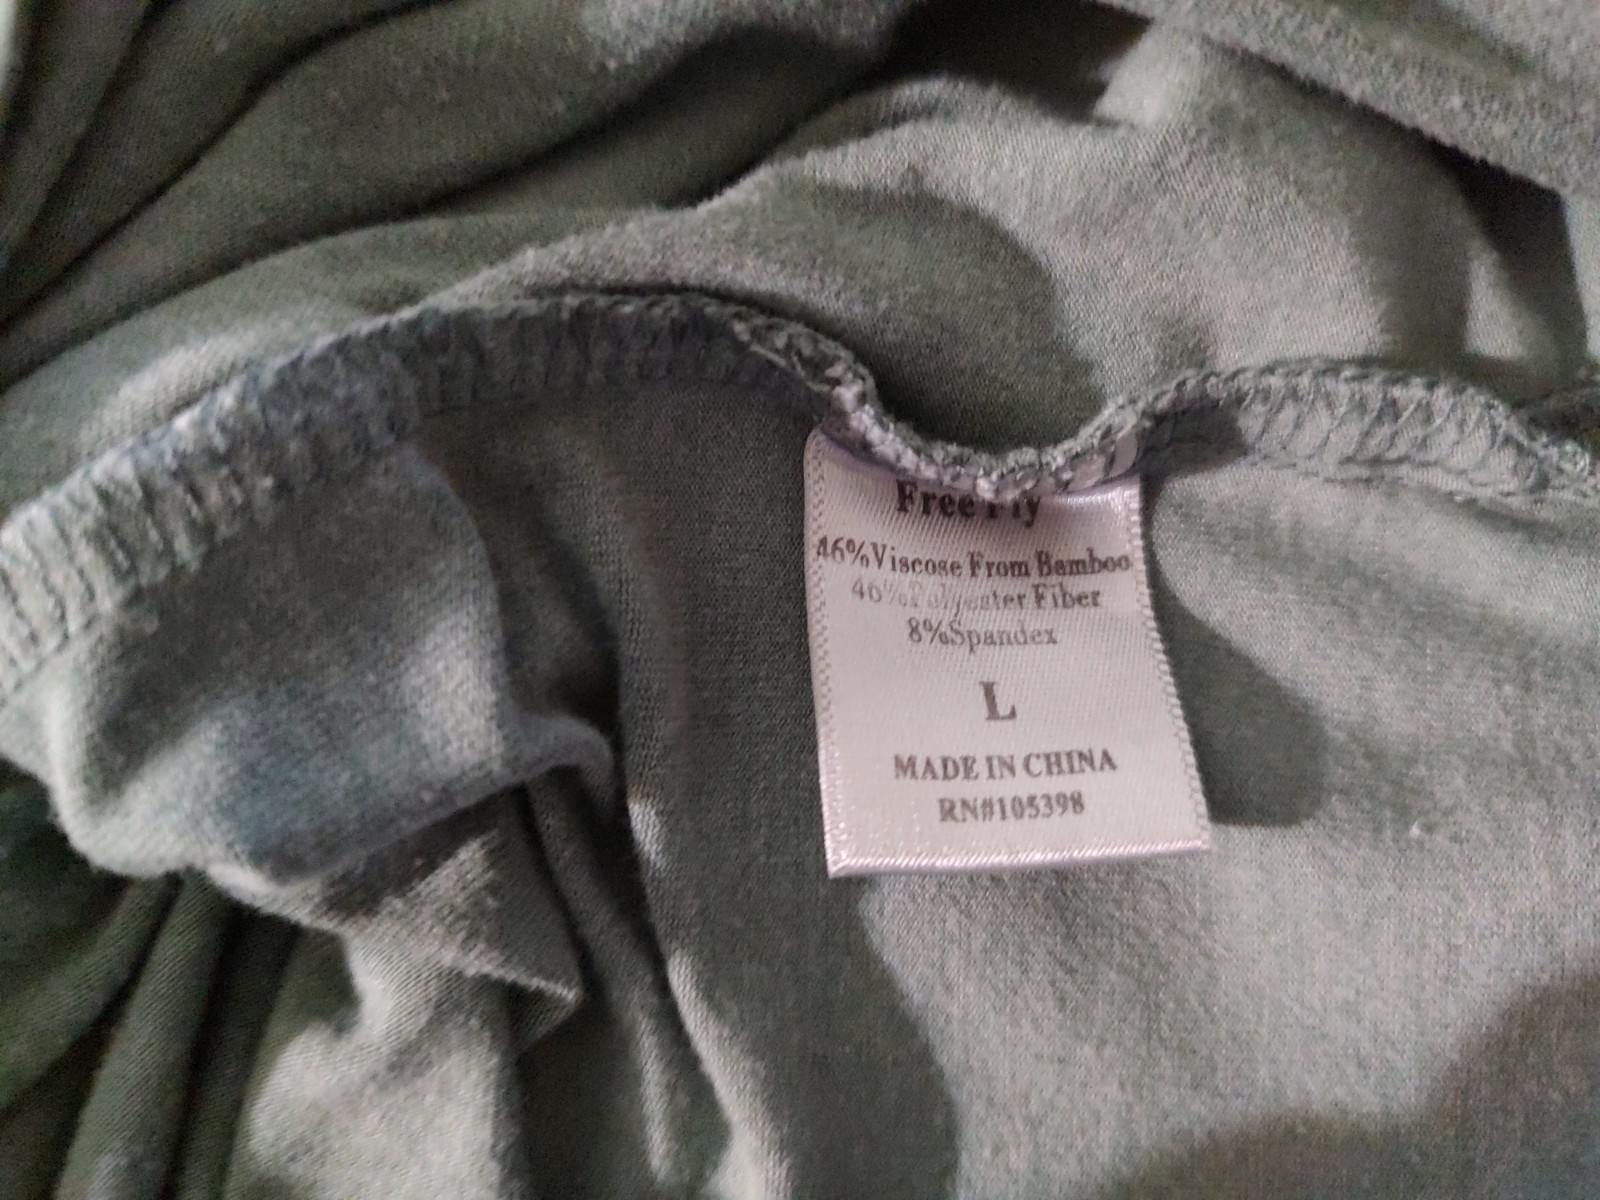 Free Fly
46%Viscose From Bamboo
46%Polyester Fiber
8%Spandex
L
MADE IN CHINA
RN#105398